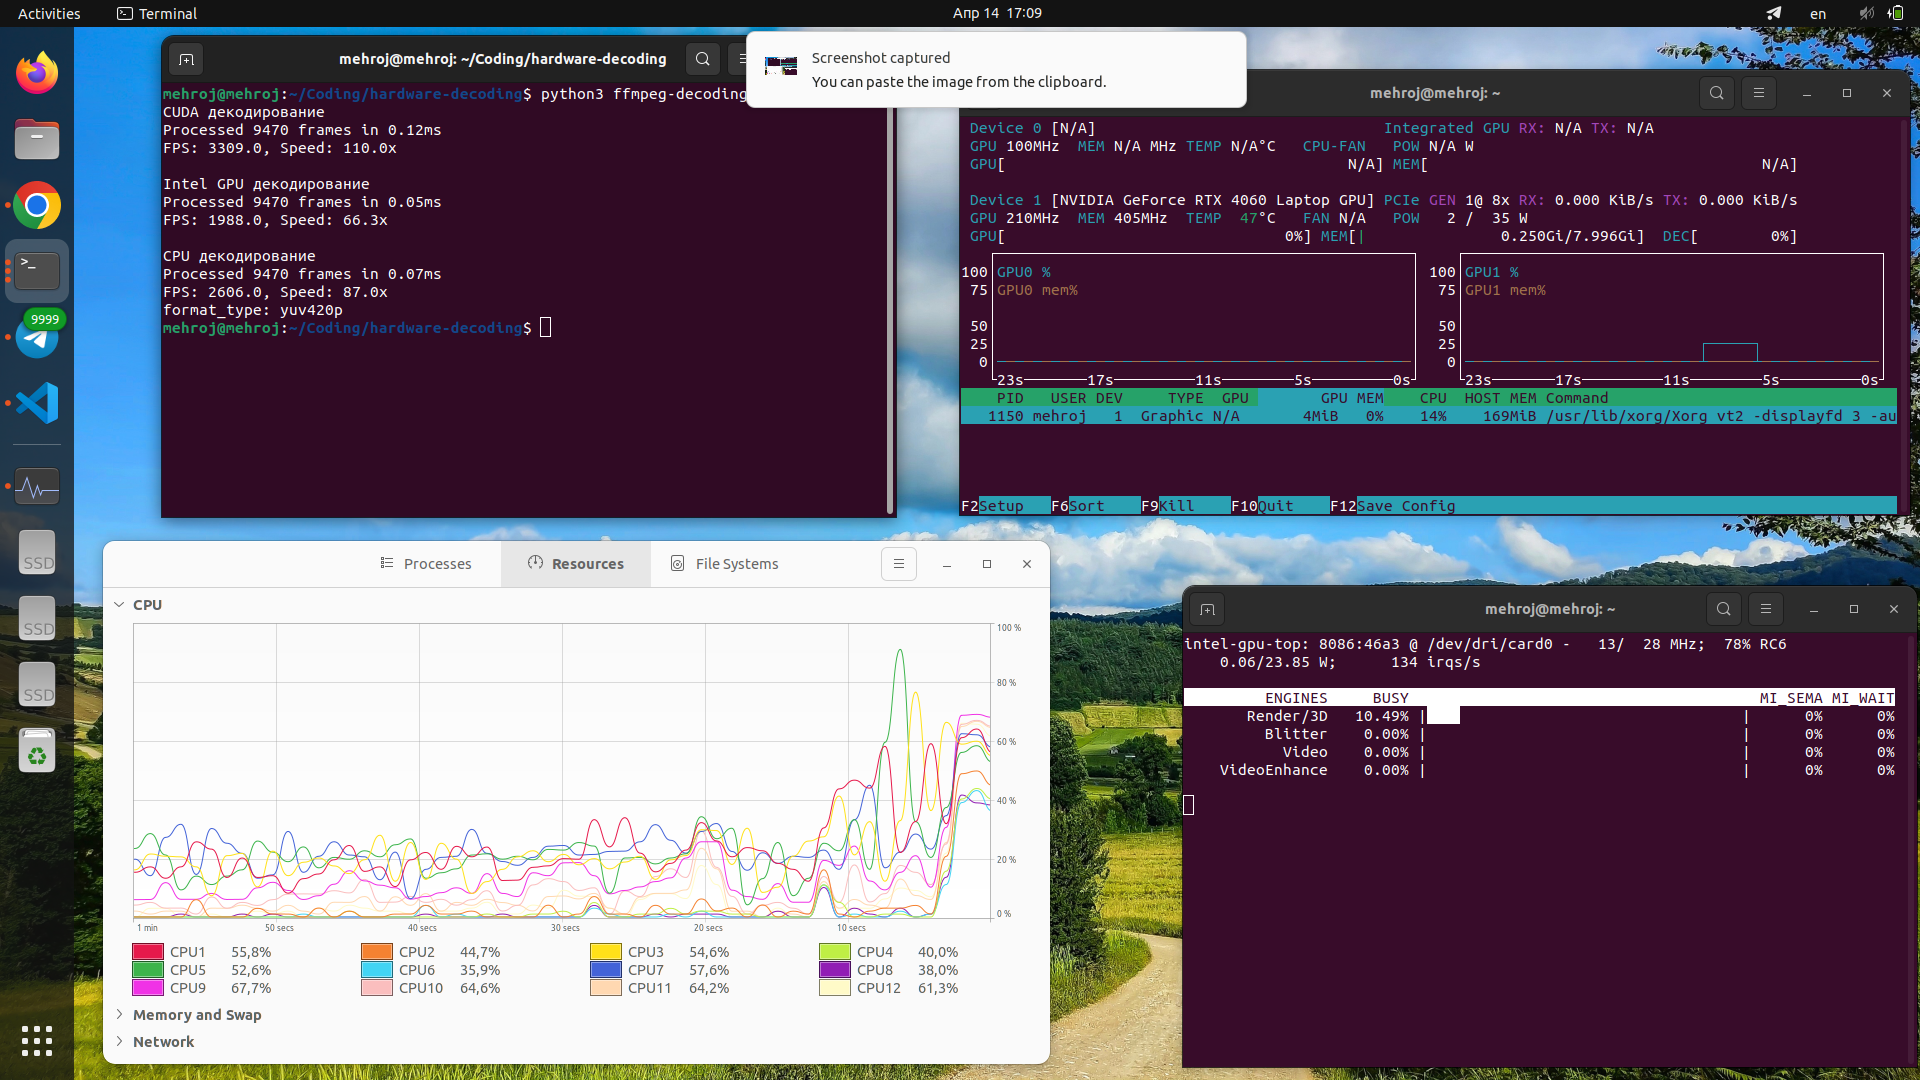 Activities
Terminal
Апр 14 17:09
en
mehroj@mehroj: ~/Coding/hardware-decoding
Screenshot captured
You can paste the image from the clipboard.
mehroj@mehroj:~/Coding/hardware-decoding$ python3 ffmpeg-decoding
CUDA декодирование
Processed 9470 frames in 0.12ms
FPS: 3309.0, Speed: 110.0x
Intel GPU декодирование
Processed 9470 frames in 0.05ms
FPS: 1988.0, Speed: 66.3x
CPU декодирование
Processed 9470 frames in 0.07ms
FPS: 2606.0, Speed: 87.0x
format_type: yuv420p
mehroj@mehroj:~/Coding/hardware-decoding$
9999
SSD
SSD
SSD
mehroj@mehroj: ~
Device 0 [N/A] Integrated GPU RX: N/A TX: N/A
GPU 100MHz MEM N/A MHz TEMP N/A°C CPU-FAN POW N/A W
GPU[ N/A] MEM[ N/A]
Device 1 [NVIDIA GeForce RTX 4060 Laptop GPU] PCIe GEN 1@ 8x RX: 0.000 KiB/s TX: 0.000 KiB/s
GPU 210MHz MEM 405MHz TEMP 47°C FAN N/A POW 2 / 35 W
GPU[ 0%] MEM[| 0.250Gi/7.996Gi] DEC[ 0%]
100 GPU0 % 100 GPU1 %
75 GPU0 mem% 75 GPU1 mem%
50 50
25 25
0 0
23s 17s 11s 5s 0s 23s 17s 11s 5s 0s
PID USER DEV TYPE GPU GPU MEM CPU HOST MEM Command
1150 mehroj 1 Graphic N/A 4MiB 0% 14% 169MiB /usr/lib/xorg/Xorg vt2 -displayfd 3 -au
F2Setup F6Sort F9Kill F10Quit F12Save Config
Processes
Resources
File Systems
CPU
100 %
80 %
60 %
40 %
20 %
0 %
1 min 50 secs 40 secs 30 secs 20 secs 10 secs
CPU1 55,8% CPU2 44,7% CPU3 54,6% CPU4 40,0%
CPU5 52,6% CPU6 35,9% CPU7 57,6% CPU8 38,0%
CPU9 67,7% CPU10 64,6% CPU11 64,2% CPU12 61,3%
Memory and Swap
Network
mehroj@mehroj: ~
intel-gpu-top: 8086:46a3 @ /dev/dri/card0 - 13/ 28 MHz; 78% RC6
0.06/23.85 W; 134 irqs/s
ENGINES BUSY MI_SEMA MI_WAIT
Render/3D 10.49% | | 0% 0%
Blitter 0.00% | | 0% 0%
Video 0.00% | | 0% 0%
VideoEnhance 0.00% | | 0% 0%